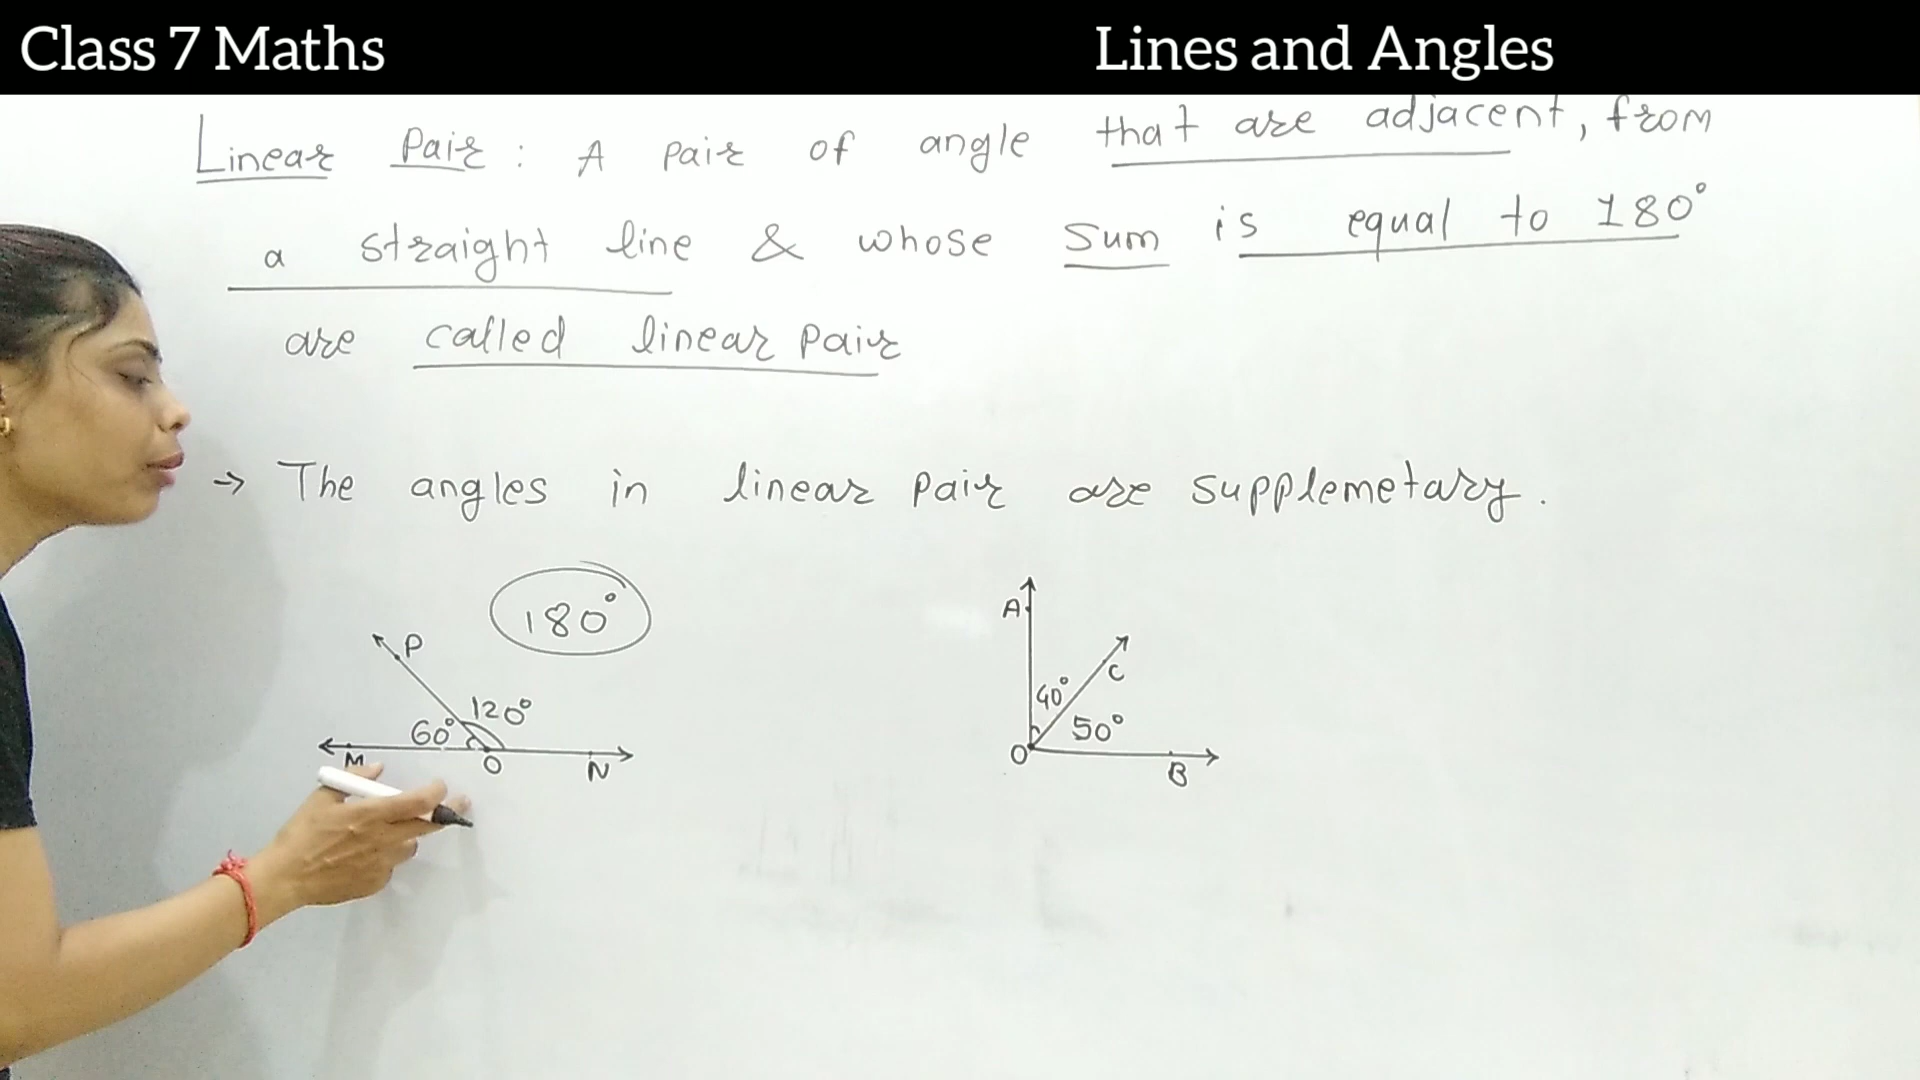 Class 7 Maths Lines and Angles
Linear Pair : A pair of angle that are adjacent, from
a straight line & whose sum is equal to 180°
are called linear pair
→ The angles in linear pair are supplemetary.
180°
P
120°
60°
M O N
A
C
40°
50°
O B